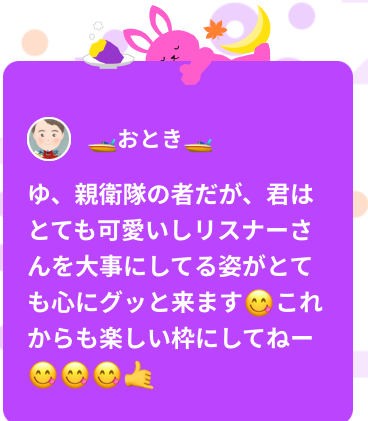 🚤おとき🚤
ゆ、親衛隊の者だが、君は
とても可愛いしリスナーさ
んを大事にしてる姿がとて
も心にグッと来ます😋これ
からも楽しい枠にしてねー
😋😋😋🤙